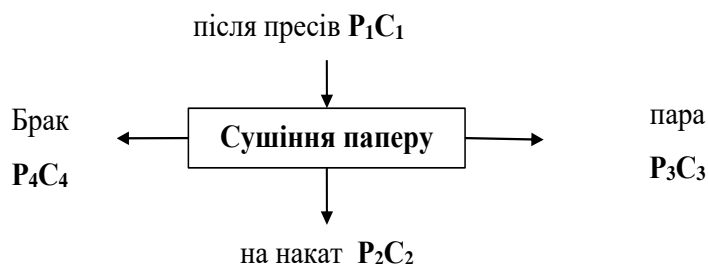 після пресів P₁C₁
Брак
P₄C₄
Сушіння паперу
пара
P₃C₃
на накат P₂C₂